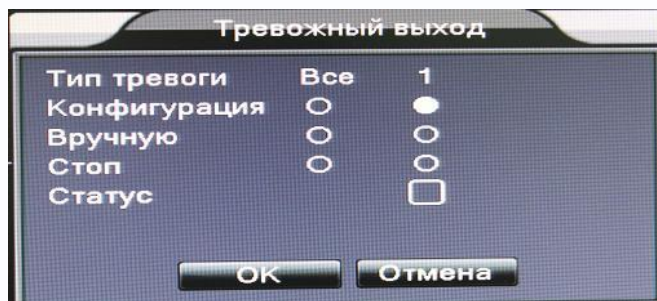 Тревожный выход
Тип тревоги Все 1
Конфигурация
Вручную
Стоп
Статус
OK Отмена